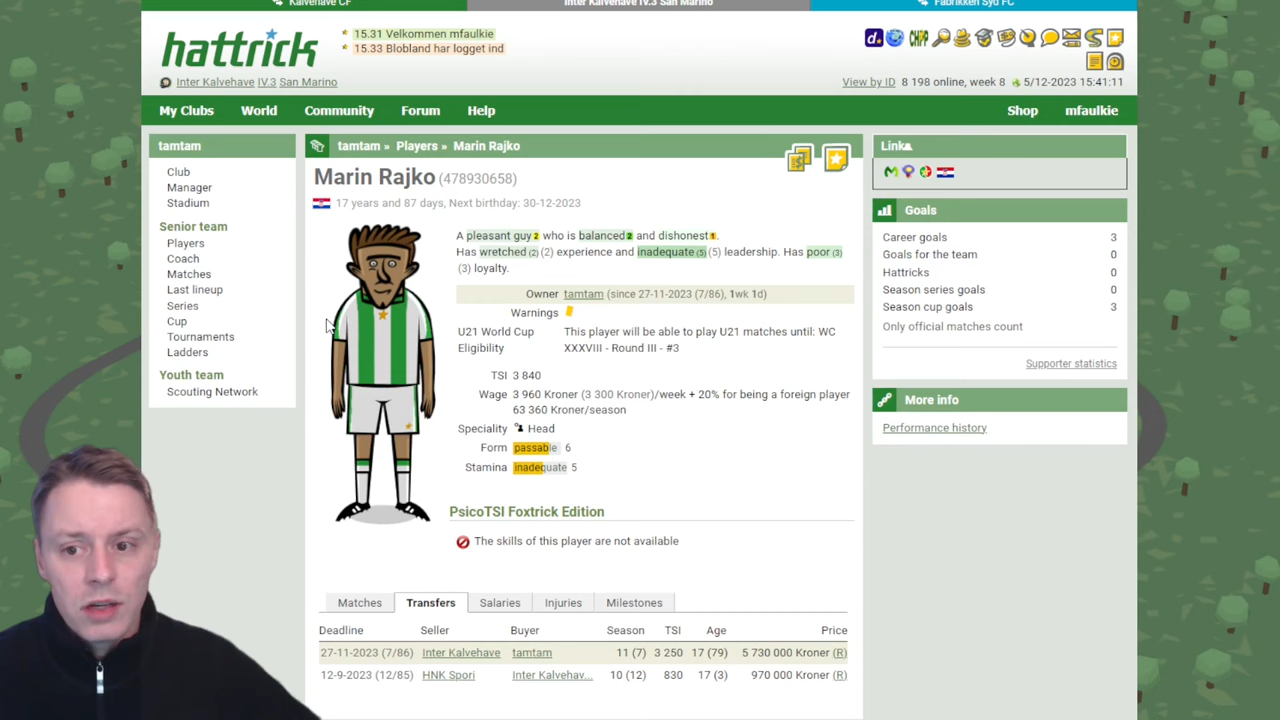 Kalvehave CF
Inter Kalvehave IV.3 San Marino
Fabrikken Syd FC
hattrick
15.31 Velkommen mfaulkie
15.33 Blobland har logget ind
Inter Kalvehave IV.3 San Marino
CHPP
View by ID 8 198 online, week 8 5/12-2023 15:41:11
My Clubs World Community Forum Help Shop mfaulkie
tamtam
Club
Manager
Stadium
Senior team
Players
Coach
Matches
Last lineup
Series
Cup
Tournaments
Ladders
Youth team
Scouting Network
tamtam » Players » Marin Rajko
Marin Rajko (478930658)
17 years and 87 days, Next birthday: 30-12-2023
A pleasant guy 2 who is balanced 2 and dishonest 1.
Has wretched (2) (2) experience and inadequate (5) (5) leadership. Has poor (3)
(3) loyalty.
Owner tamtam (since 27-11-2023 (7/86), 1wk 1d)
Warnings
U21 World Cup This player will be able to play U21 matches until: WC
Eligibility XXXVIII - Round III - #3
TSI 3 840
Wage 3 960 Kroner (3 300 Kroner)/week + 20% for being a foreign player
63 360 Kroner/season
Speciality Head
Form passable 6
Stamina inadequate 5
PsicoTSI Foxtrick Edition
The skills of this player are not available
Matches Transfers Salaries Injuries Milestones
Deadline Seller Buyer Season TSI Age Price
27-11-2023 (7/86) Inter Kalvehave tamtam 11 (7) 3 250 17 (79) 5 730 000 Kroner (R)
12-9-2023 (12/85) HNK Spori Inter Kalvehav... 10 (12) 830 17 (3) 970 000 Kroner (R)
Links
Goals
Career goals 3
Goals for the team 0
Hattricks 0
Season series goals 0
Season cup goals 3
Only official matches count
Supporter statistics
More info
Performance history